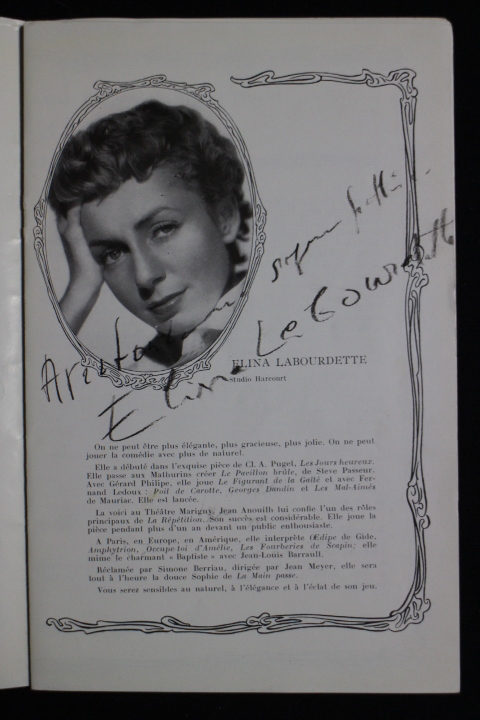 Avec
Elina Labourdette
ELINA LABOURDETTE
Studio Harcourt
On ne peut être plus élégante, plus gracieuse, plus jolie. On ne peut
jouer la comédie avec plus de naturel.
Elle a débuté dans l'exquise pièce de Cl. A. Puget, Les Jours heureux.
Elle passe aux Mathurins créer Le Pavillon brûle, de Steve Passeur.
Avec Gérard Philipe, elle joue Le Figurant de la Gaîté et avec Fer-
nand Ledoux : Poil de Carotte, Georges Dandin et Les Mal-Aimés
de Mauriac. Elle est lancée.
La voici au Théâtre Marigny. Jean Anouilh lui confie l'un des rôles
principaux de La Répétition. Son succès est considérable. Elle joue la
pièce pendant plus d'un an devant un public enthousiaste.
A Paris, en Europe, en Amérique, elle interprète Œdipe de Gide,
Amphytrion, Occupe-toi d'Amélie, Les Fourberies de Scapin; elle
mime le charmant « Baptiste » avec Jean-Louis Barrault.
Réclamée par Simone Berriau, dirigée par Jean Meyer, elle sera
tout à l'heure la douce Sophie de La Main passe.
Vous serez sensibles au naturel, à l'élégance et à l'éclat de son jeu.